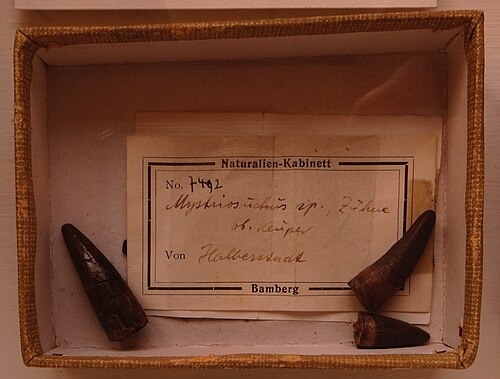 Naturalien-Kabinett
No. 7492
Mystriosuchus sp., Zähne
ob. Keuper
Von Halberstadt
Bamberg